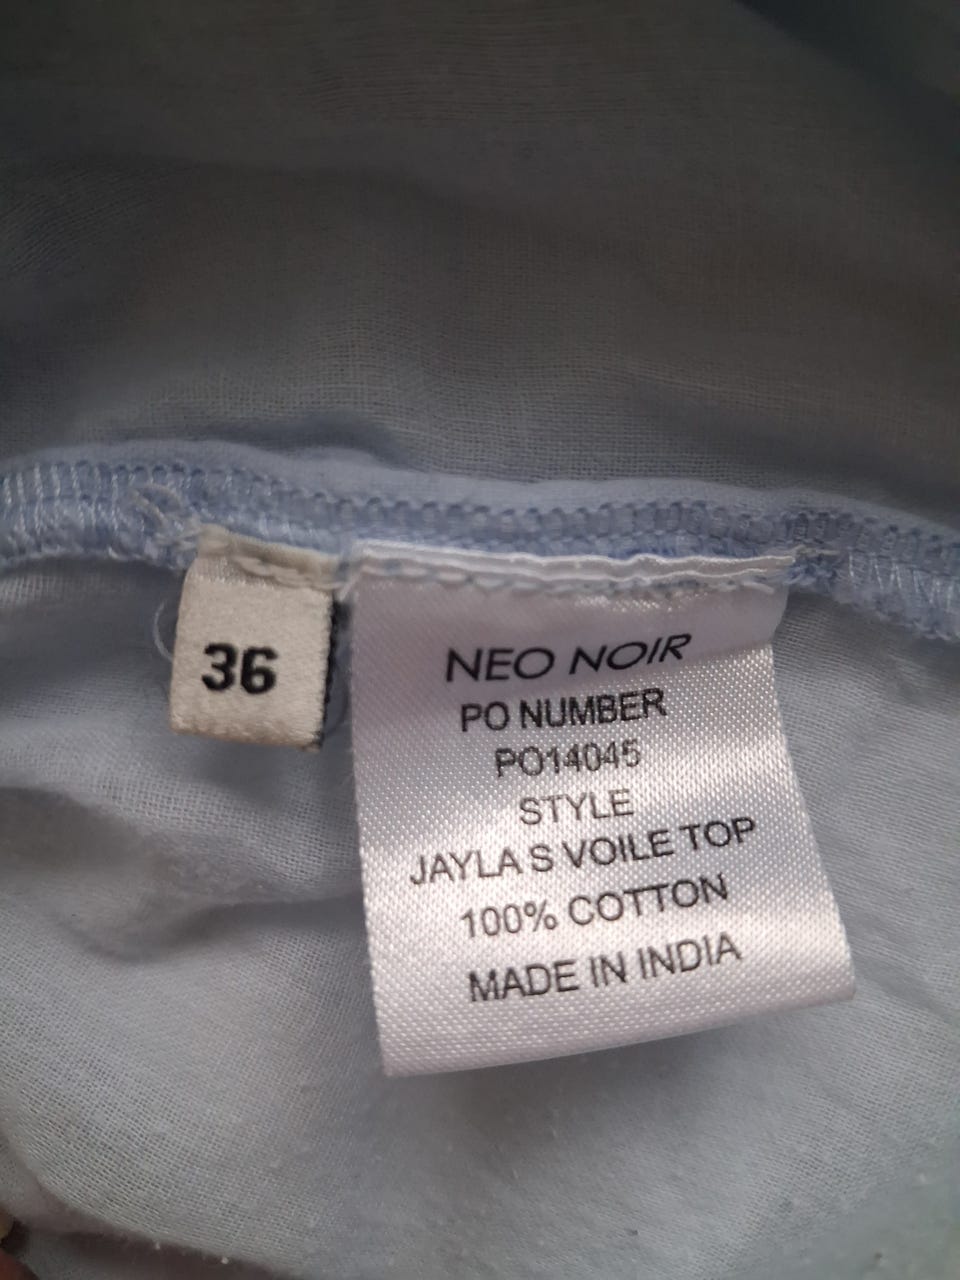 36
NEO NOIR
PO NUMBER
PO14045
STYLE
JAYLA S VOILE TOP
100% COTTON
MADE IN INDIA